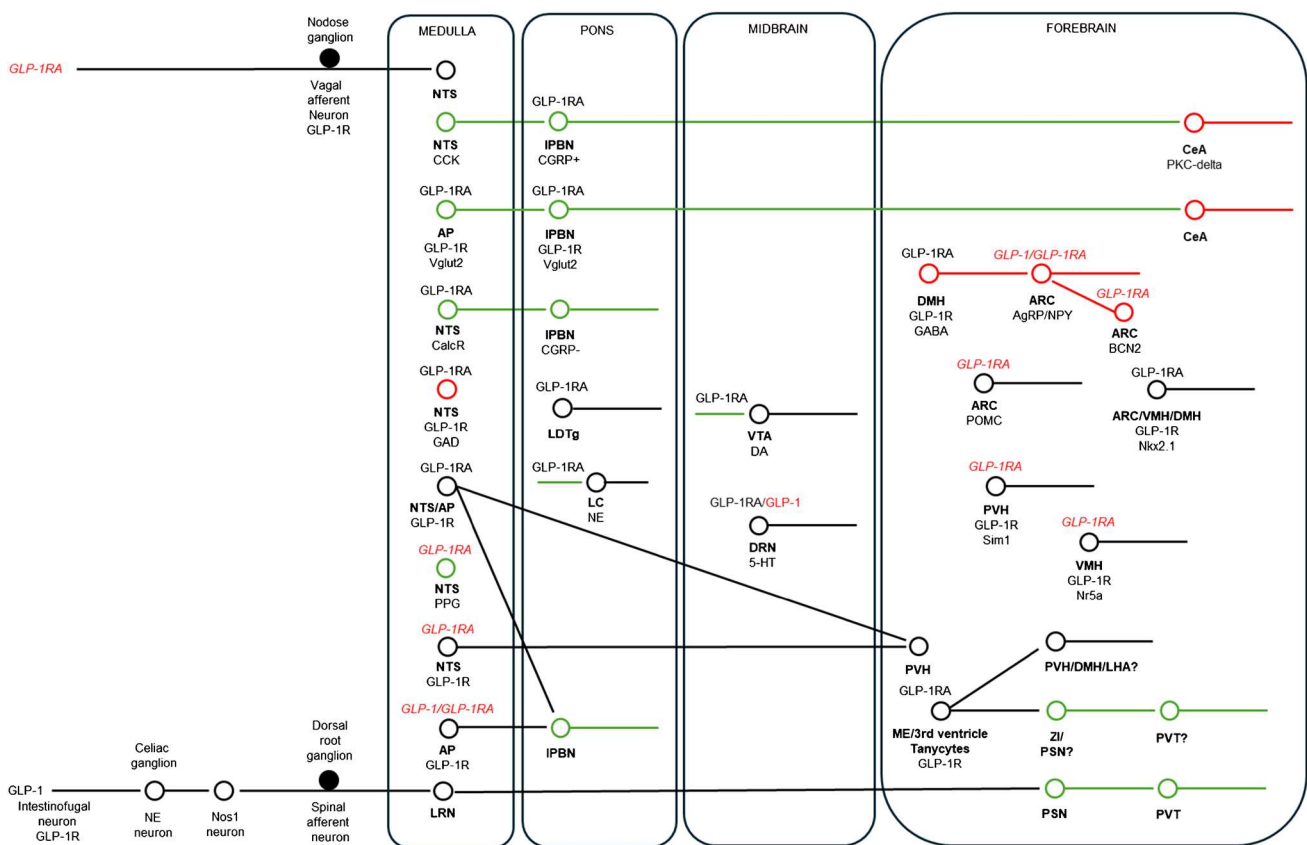 MEDULLA
PONS
MIDBRAIN
FOREBRAIN
Nodose
ganglion
GLP-1RA
Vagal
afferent
Neuron
GLP-1R
NTS
NTS
CCK
GLP-1RA
lPBN
CGRP+
CeA
PKC-delta
GLP-1RA
AP
GLP-1R
Vglut2
GLP-1RA
lPBN
GLP-1R
Vglut2
CeA
GLP-1RA
DMH
GLP-1R
GABA
GLP-1/GLP-1RA
ARC
AgRP/NPY
GLP-1RA
ARC
BCN2
GLP-1RA
NTS
CalcR
lPBN
CGRP-
GLP-1RA
NTS
GLP-1R
GAD
GLP-1RA
LDTg
GLP-1RA
VTA
DA
GLP-1RA
ARC
POMC
GLP-1RA
ARC/VMH/DMH
GLP-1R
Nkx2.1
GLP-1RA
NTS/AP
GLP-1R
GLP-1RA
LC
NE
GLP-1RA/GLP-1
DRN
5-HT
GLP-1RA
PVH
GLP-1R
Sim1
GLP-1RA
VMH
GLP-1R
Nr5a
GLP-1RA
NTS
PPG
GLP-1RA
NTS
GLP-1R
PVH
PVH/DMH/LHA?
GLP-1/GLP-1RA
AP
GLP-1R
lPBN
GLP-1RA
ME/3rd ventricle
Tanycytes
GLP-1R
ZI/
PSN?
PVT?
GLP-1
Intestinofugal
neuron
GLP-1R
Celiac
ganglion
NE
neuron
Nos1
neuron
Dorsal
root
ganglion
Spinal
afferent
neuron
LRN
PSN
PVT